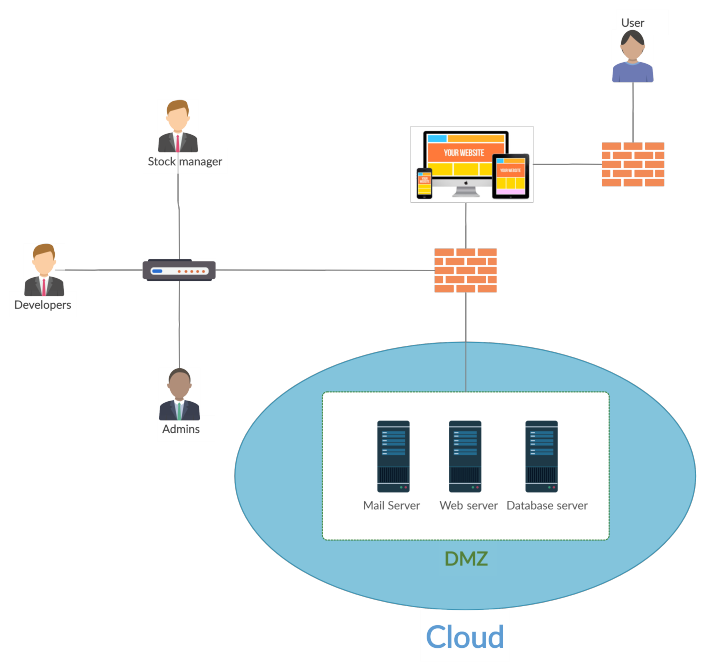 User
YOUR WEBSITE
YOUR WEBSITE
Stock manager
Developers
Admins
Mail Server
Web server
Database server
DMZ
Cloud